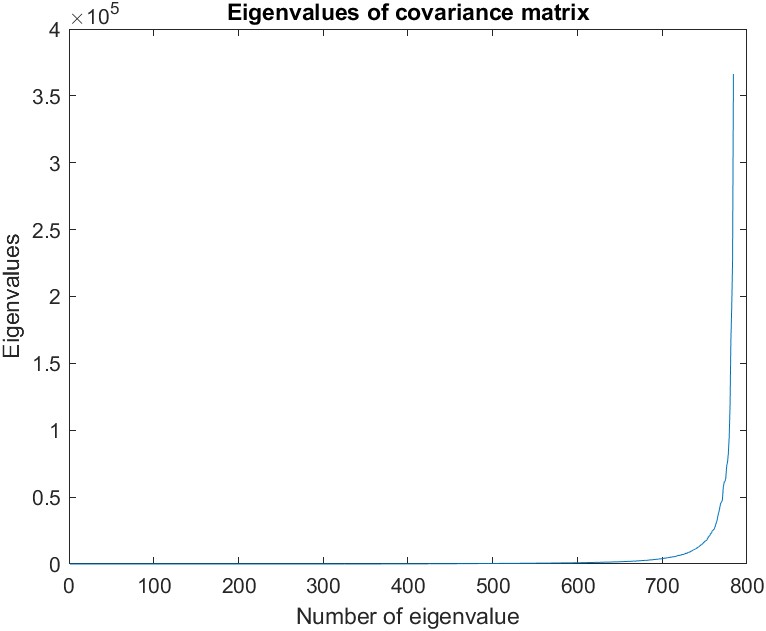 Eigenvalues of covariance matrix
×10^5
4
3.5
3
2.5
2
1.5
1
0.5
0
Eigenvalues
0 100 200 300 400 500 600 700 800
Number of eigenvalue